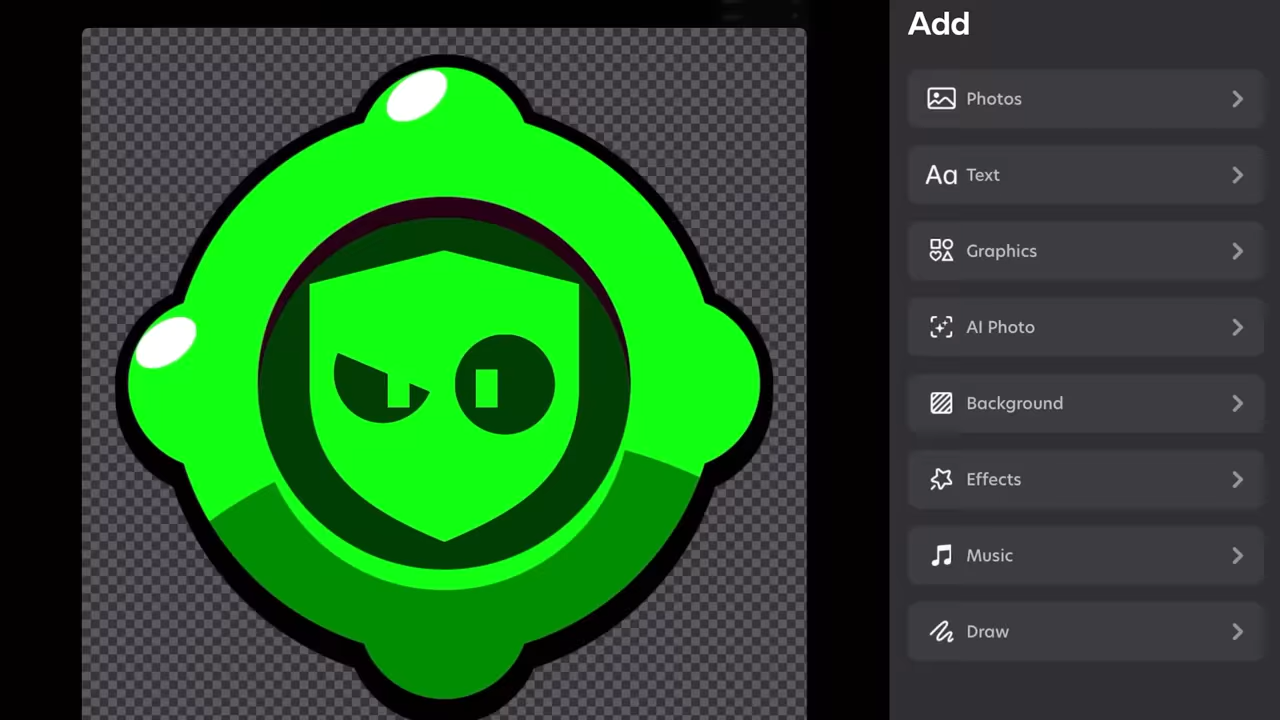 Add
Photos
Aa Text
Graphics
AI Photo
Background
Effects
Music
Draw